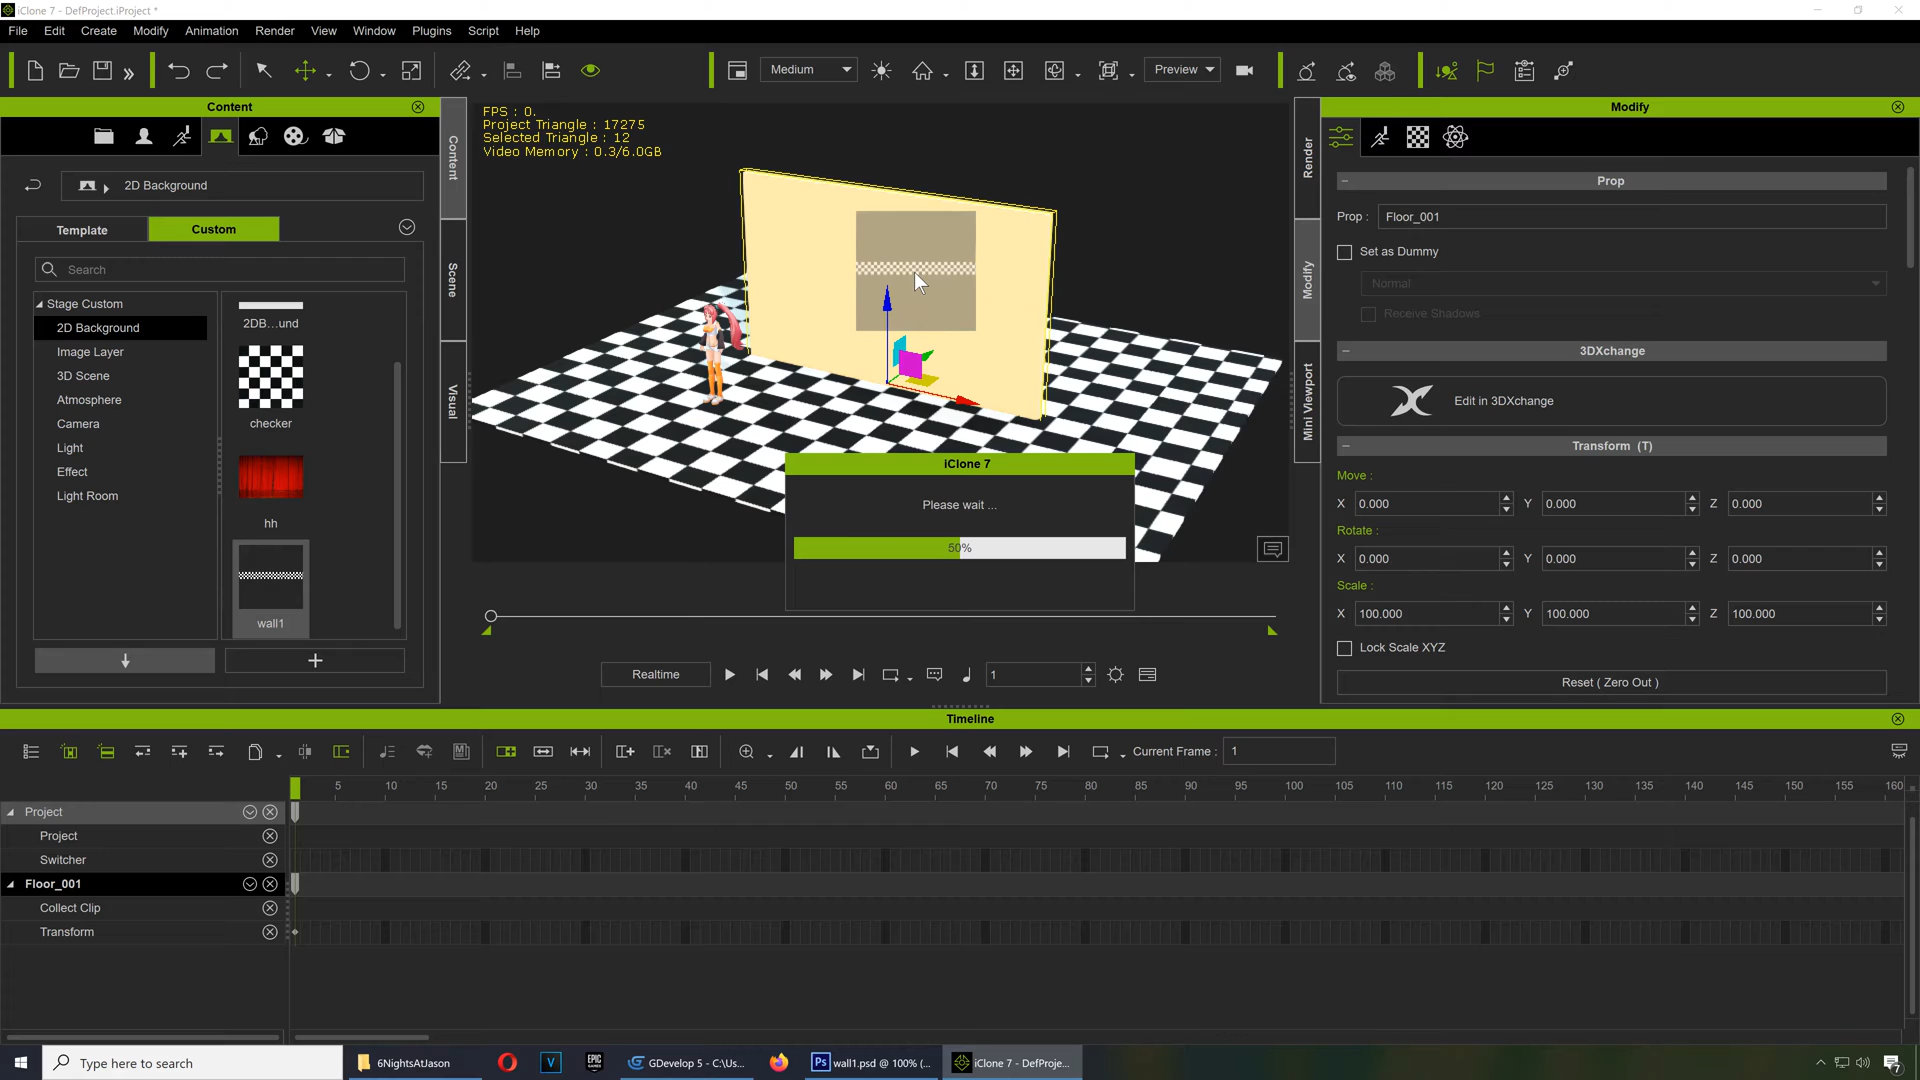 iClone 7 - DefProject.iProject *
File Edit Create Modify Animation Render View Window Plugins Script Help
Medium
Preview
Content
2D Background
Template Custom
Search
Stage Custom
2D Background
Image Layer
3D Scene
Atmosphere
Camera
Light
Effect
Light Room
2DB...und
checker
hh
wall1
Content
Scene
Visual
FPS : 0.
Project Triangle : 17275
Selected Triangle : 12
Video Memory : 0.3/6.0GB
iClone 7
Please wait ...
50%
Realtime
1
Render
Modify
Mini Viewport
Modify
Prop
Prop : Floor_001
Set as Dummy
Normal
Receive Shadows
3DXchange
Edit in 3DXchange
Transform (T)
Move :
X 0.000 Y 0.000 Z 0.000
Rotate :
X 0.000 Y 0.000 Z 0.000
Scale :
X 100.000 Y 100.000 Z 100.000
Lock Scale XYZ
Reset ( Zero Out )
Timeline
Current Frame : 1
5 10 15 20 25 30 35 40 45 50 55 60 65 70 75 80 85 90 95 100 105 110 115 120 125 130 135 140 145 150 155 160
Project
Project
Switcher
Floor_001
Collect Clip
Transform
Type here to search
6NightsAtJason
V
EPIC GAMES
GDevelop 5 - C:\Us...
Ps wall1.psd @ 100% (...
iClone 7 - DefProje...
7